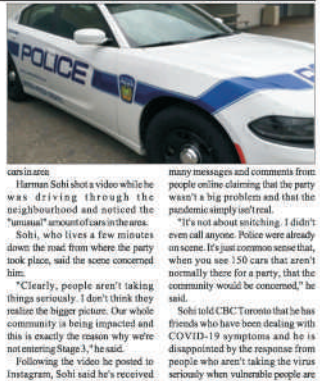 POLICE
cars in area
Harman Sohi shot a video while he
was driving through the
neighbourhood and noticed the
"unusual" amount of cars in the area.
Sohi, who lives a few minutes
down the road from where the party
took place, said the scene concerned
him.
"Clearly, people aren't taking
things seriously. I don't think they
realize the bigger picture. Our whole
community is being impacted and
this is exactly the reason why we're
not entering Stage 3," he said.
Following the video he posted to
Instagram, Sohi said he's received
many messages and comments from
people online claiming that the party
wasn't a big problem and that the
pandemic simply isn't real.
"It's not about snitching. I didn't
even call anyone. Police were already
on scene. It's just common sense that,
when you see 150 cars that aren't
normally there for a party, that the
community would be concerned," he
said.
Sohi told CBC Toronto that he has
friends who have been dealing with
COVID-19 symptoms and he is
disappointed by the response from
people who aren't taking the virus
seriously when vulnerable people are